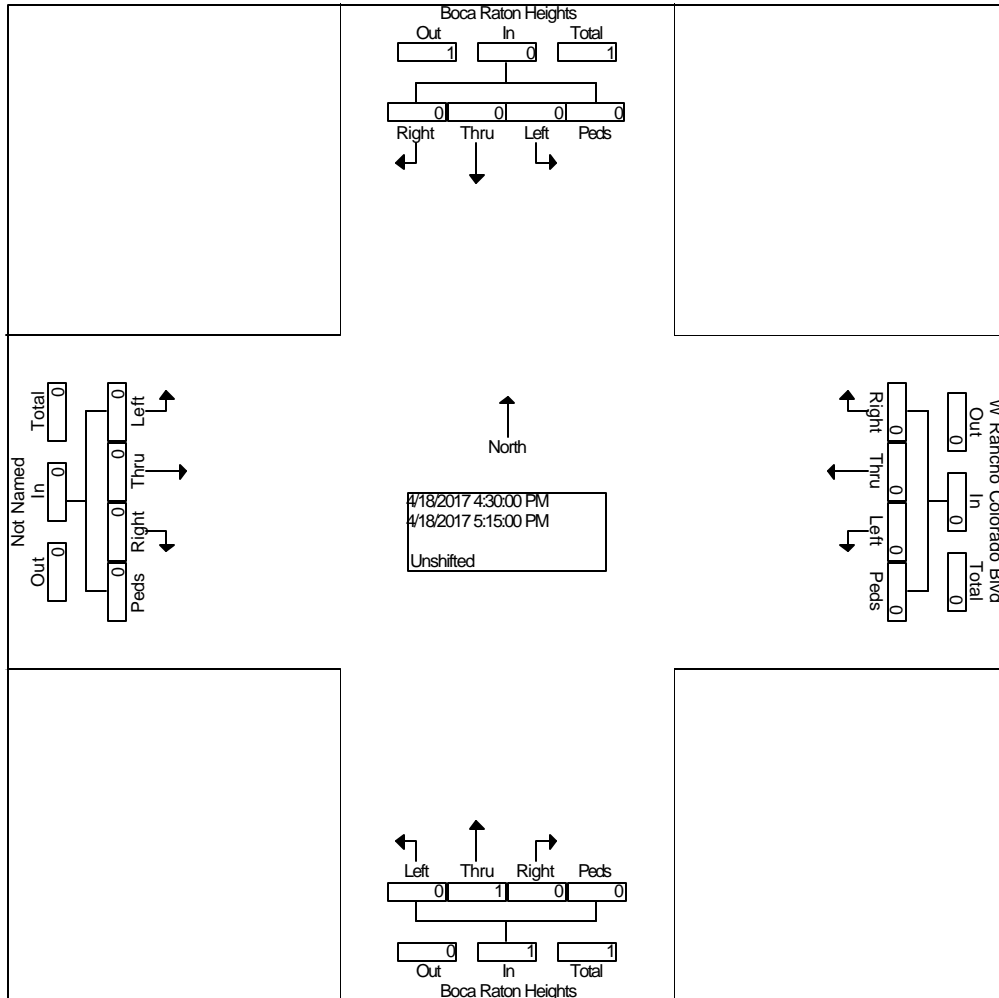 Boca Raton Heights
Out In Total
1 0 1
0 0 0 0
Right Thru Left Peds
Not Named
Total In Out
0 0 0
0 0 0 0
Left Thru Right Peds
North
4/18/2017 4:30:00 PM
4/18/2017 5:15:00 PM
Unshifted
W Rancho Colorado Blvd
Out In Total
0 0 0
0 0 0 0
Right Thru Left Peds
Left Thru Right Peds
0 1 0 0
0 1 1
Out In Total
Boca Raton Heights